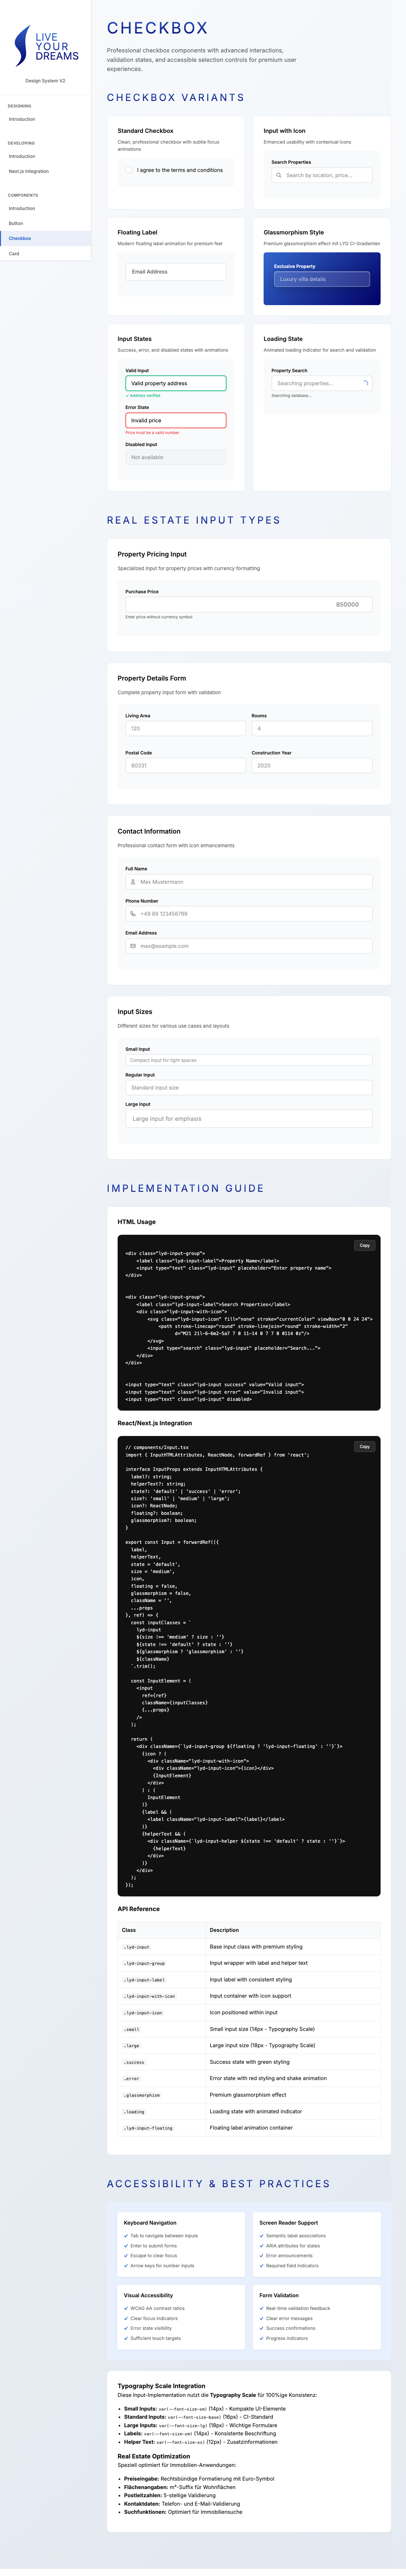 LIVE
YOUR
DREAMS
Design System V2
DESIGNING
Introduction
DEVELOPING
Introduction
Next.js Integration
COMPONENTS
Introduction
Button
Checkbox
Card
CHECKBOX
Professional checkbox components with advanced interactions,
validation states, and accessible selection controls for premium user
experiences.
CHECKBOX VARIANTS
Standard Checkbox
Clean, professional checkbox with subtle focus
animations
I agree to the terms and conditions
Input with Icon
Enhanced usability with contextual icons
Search Properties
Search by location, price...
Floating Label
Modern floating label animation for premium feel
Email Address
Glassmorphism Style
Premium glassmorphism effect mit LYD CI-Gradienten
Exclusive Property
Luxury villa details
Input States
Success, error, and disabled states with animations
Valid Input
Valid property address
✓ Address verified
Error State
Invalid price
Price must be a valid number
Disabled Input
Not available
Loading State
Animated loading indicator for search and validation
Property Search
Searching properties...
Searching database...
REAL ESTATE INPUT TYPES
Property Pricing Input
Specialized input for property prices with currency formatting
Purchase Price
850000
Enter price without currency symbol
Property Details Form
Complete property input form with validation
Living Area
120
Rooms
4
Postal Code
80331
Construction Year
2020
Contact Information
Professional contact form with icon enhancements
Full Name
Max Mustermann
Phone Number
+49 89 123456789
Email Address
max@example.com
Input Sizes
Different sizes for various use cases and layouts
Small Input
Compact input for tight spaces
Regular Input
Standard input size
Large Input
Large input for emphasis
IMPLEMENTATION GUIDE
HTML Usage
Copy
<div class="lyd-input-group">
<label class="lyd-input-label">Property Name</label>
<input type="text" class="lyd-input" placeholder="Enter property name">
</div>
<div class="lyd-input-group">
<label class="lyd-input-label">Search Properties</label>
<div class="lyd-input-with-icon">
<svg class="lyd-input-icon" fill="none" stroke="currentColor" viewBox="0 0 24 24">
<path stroke-linecap="round" stroke-linejoin="round" stroke-width="2"
d="M21 21l-6-6m2-5a7 7 0 11-14 0 7 7 0 0114 0z"/>
</svg>
<input type="search" class="lyd-input" placeholder="Search...">
</div>
</div>
<input type="text" class="lyd-input success" value="Valid input">
<input type="text" class="lyd-input error" value="Invalid input">
<input type="text" class="lyd-input" disabled>
React/Next.js Integration
Copy
// components/Input.tsx
import { InputHTMLAttributes, ReactNode, forwardRef } from 'react';
interface InputProps extends InputHTMLAttributes {
label?: string;
helperText?: string;
state?: 'default' | 'success' | 'error';
size?: 'small' | 'medium' | 'large';
icon?: ReactNode;
floating?: boolean;
glassmorphism?: boolean;
}
export const Input = forwardRef(({
label,
helperText,
state = 'default',
size = 'medium',
icon,
floating = false,
glassmorphism = false,
className = '',
...props
}, ref) => {
const inputClasses = `
lyd-input
${size !== 'medium' ? size : ''}
${state !== 'default' ? state : ''}
${glassmorphism ? 'glassmorphism' : ''}
${className}
`.trim();
const InputElement = (
<input
ref={ref}
className={inputClasses}
{...props}
/>
);
return (
<div className={`lyd-input-group ${floating ? 'lyd-input-floating' : ''}`}>
{icon ? (
<div className="lyd-input-with-icon">
<div className="lyd-input-icon">{icon}</div>
{InputElement}
</div>
) : (
InputElement
)}
{label && (
<label className="lyd-input-label">{label}</label>
)}
{helperText && (
<div className={`lyd-input-helper ${state !== 'default' ? state : ''}`}>
{helperText}
</div>
)}
</div>
);
});
API Reference
Class Description
.lyd-input Base input class with premium styling
.lyd-input-group Input wrapper with label and helper text
.lyd-input-label Input label with consistent styling
.lyd-input-with-icon Input container with icon support
.lyd-input-icon Icon positioned within input
.small Small input size (14px - Typography Scale)
.large Large input size (18px - Typography Scale)
.success Success state with green styling
.error Error state with red styling and shake animation
.glassmorphism Premium glassmorphism effect
.loading Loading state with animated indicator
.lyd-input-floating Floating label animation container
ACCESSIBILITY & BEST PRACTICES
Keyboard Navigation
✓ Tab to navigate between inputs
✓ Enter to submit forms
✓ Escape to clear focus
✓ Arrow keys for number inputs
Screen Reader Support
✓ Semantic label associations
✓ ARIA attributes for states
✓ Error announcements
✓ Required field indicators
Visual Accessibility
✓ WCAG AA contrast ratios
✓ Clear focus indicators
✓ Error state visibility
✓ Sufficient touch targets
Form Validation
✓ Real-time validation feedback
✓ Clear error messages
✓ Success confirmations
✓ Progress indicators
Typography Scale Integration
Diese Input-Implementation nutzt die Typography Scale für 100%ige Konsistenz:
• Small Inputs: var(--font-size-sm) (14px) - Kompakte UI-Elemente
• Standard Inputs: var(--font-size-base) (16px) - CI-Standard
• Large Inputs: var(--font-size-lg) (18px) - Wichtige Formulare
• Labels: var(--font-size-sm) (14px) - Konsistente Beschriftung
• Helper Text: var(--font-size-xs) (12px) - Zusatzinformationen
Real Estate Optimization
Speziell optimiert für Immobilien-Anwendungen:
• Preiseingabe: Rechtsbündige Formatierung mit Euro-Symbol
• Flächenangaben: m²-Suffix für Wohnflächen
• Postleitzahlen: 5-stellige Validierung
• Kontaktdaten: Telefon- und E-Mail-Validierung
• Suchfunktionen: Optimiert für Immobiliensuche